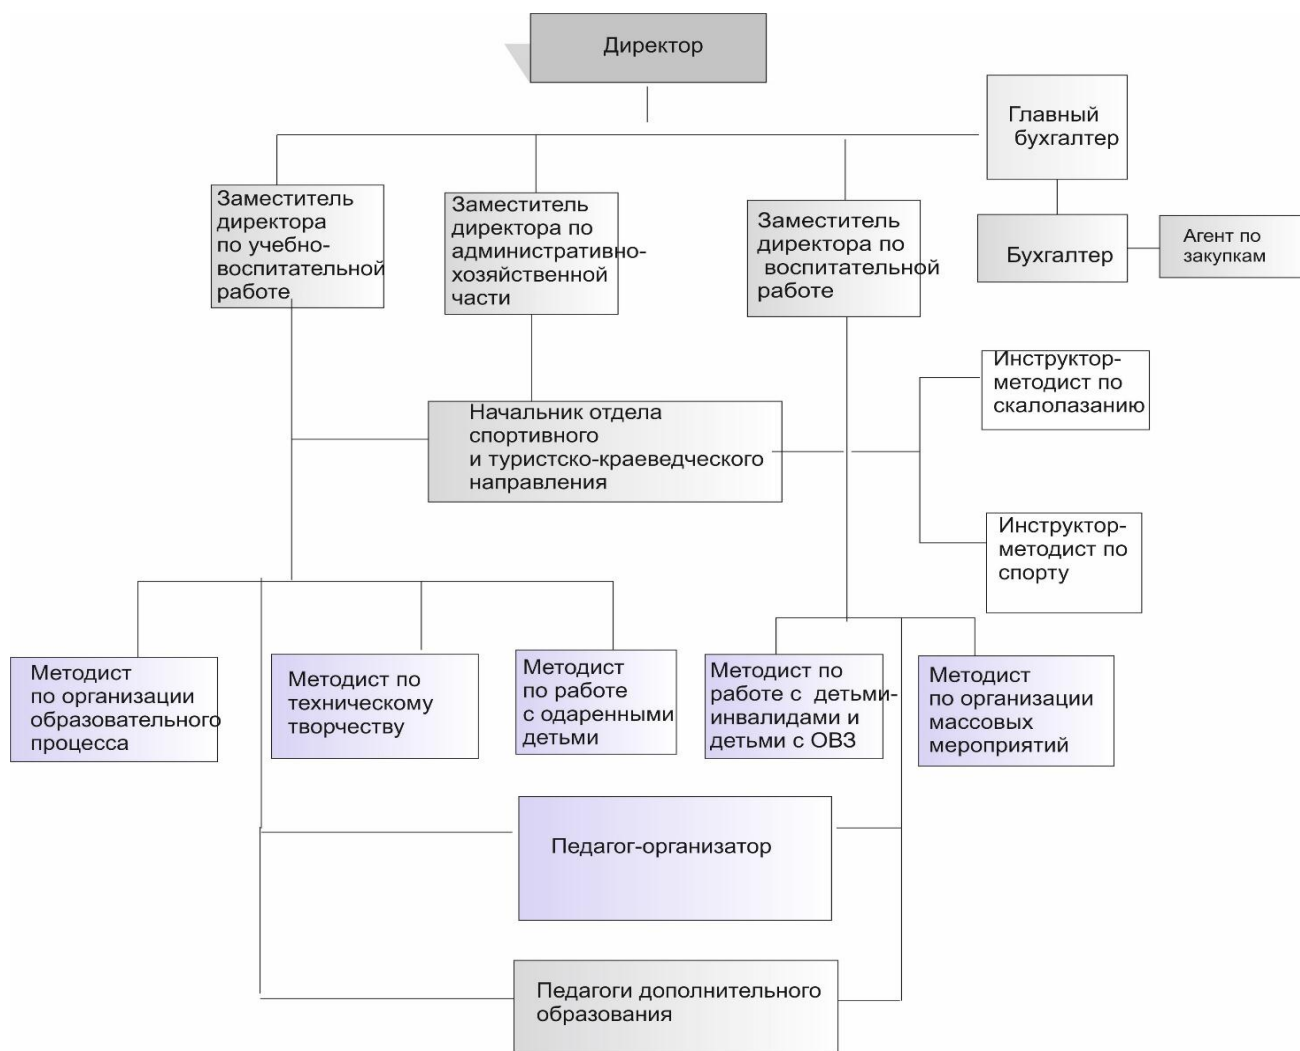 Директор
Главный
бухгалтер
Заместитель
директора
по учебно-
воспитательной
работе
Заместитель
директора по
административно-
хозяйственной
части
Заместитель
директора по
воспитательной
работе
Бухгалтер
Агент по
закупкам
Инструктор-
методист по
скалолазанию
Начальник отдела
спортивного
и туристско-краеведческого
направления
Инструктор-
методист по
спорту
Методист
по организации
образовательного
процесса
Методист по
техническому
творчеству
Методист
по работе
с одаренными
детьми
Методист по
работе с детьми-
инвалидами и
детьми с ОВЗ
Методист
по организации
массовых
мероприятий
Педагог-организатор
Педагоги дополнительного
образования